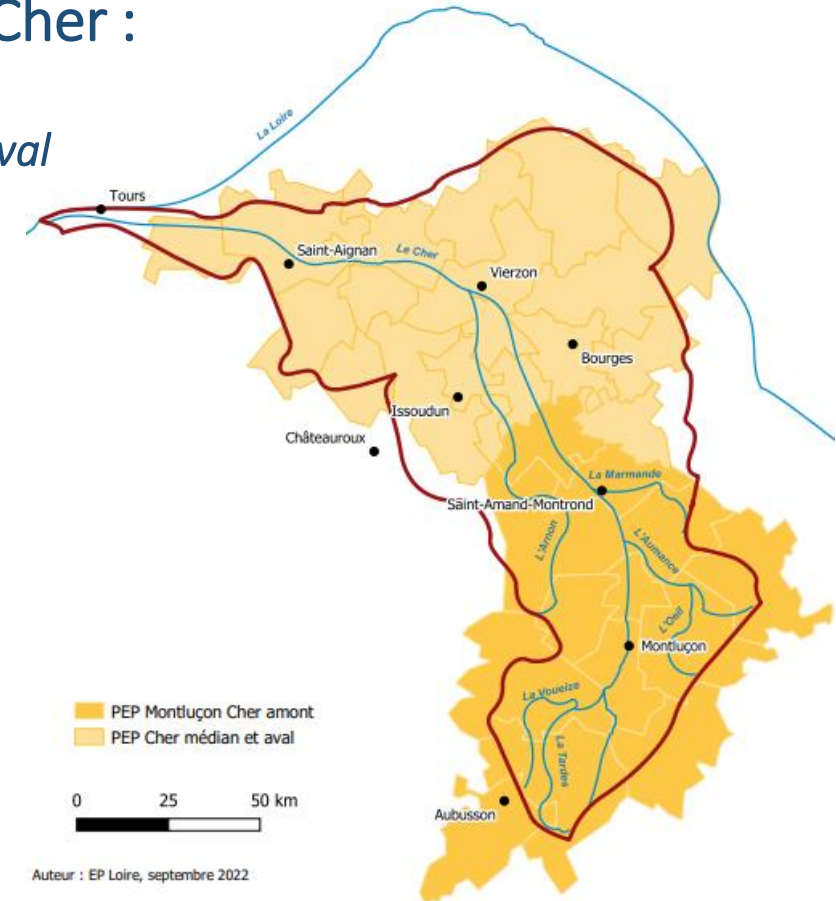 Cher :
val
La Loire
Tours
Saint-Aignan
Le Cher
Vierzon
Bourges
Issoudun
Châteauroux
La Marmande
Saint-Amand-Montrond
L'Arnon
L'Aumance
L'Oeil
Montluçon
La Voueize
La Tardes
Aubusson
PEP Montluçon Cher amont
PEP Cher médian et aval
0 25 50 km
Auteur : EP Loire, septembre 2022